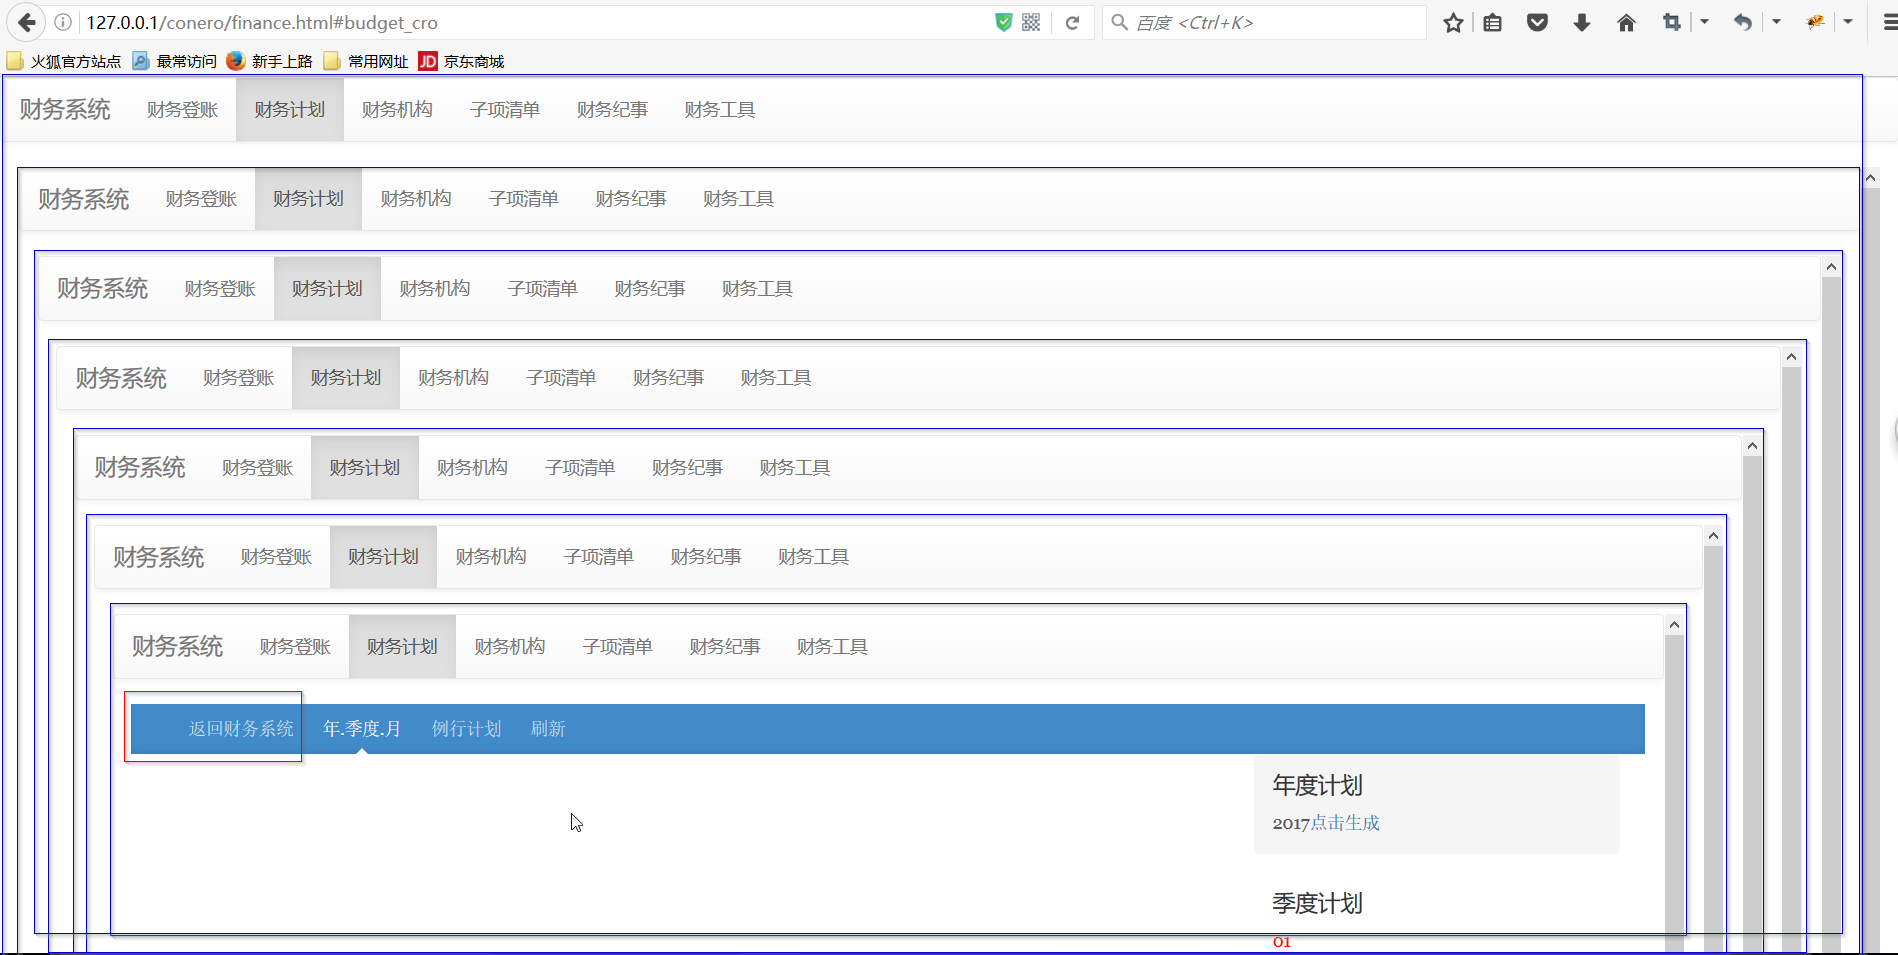 127.0.0.1/conero/finance.html#budget_cro 百度 <Ctrl+K>
火狐官方站点 最常访问 新手上路 常用网址 JD 京东商城
财务系统 财务登账 财务计划 财务机构 子项清单 财务纪事 财务工具
财务系统 财务登账 财务计划 财务机构 子项清单 财务纪事 财务工具
财务系统 财务登账 财务计划 财务机构 子项清单 财务纪事 财务工具
财务系统 财务登账 财务计划 财务机构 子项清单 财务纪事 财务工具
财务系统 财务登账 财务计划 财务机构 子项清单 财务纪事 财务工具
财务系统 财务登账 财务计划 财务机构 子项清单 财务纪事 财务工具
财务系统 财务登账 财务计划 财务机构 子项清单 财务纪事 财务工具
返回财务系统 年.季度.月 例行计划 刷新
年度计划
2017点击生成
季度计划
01